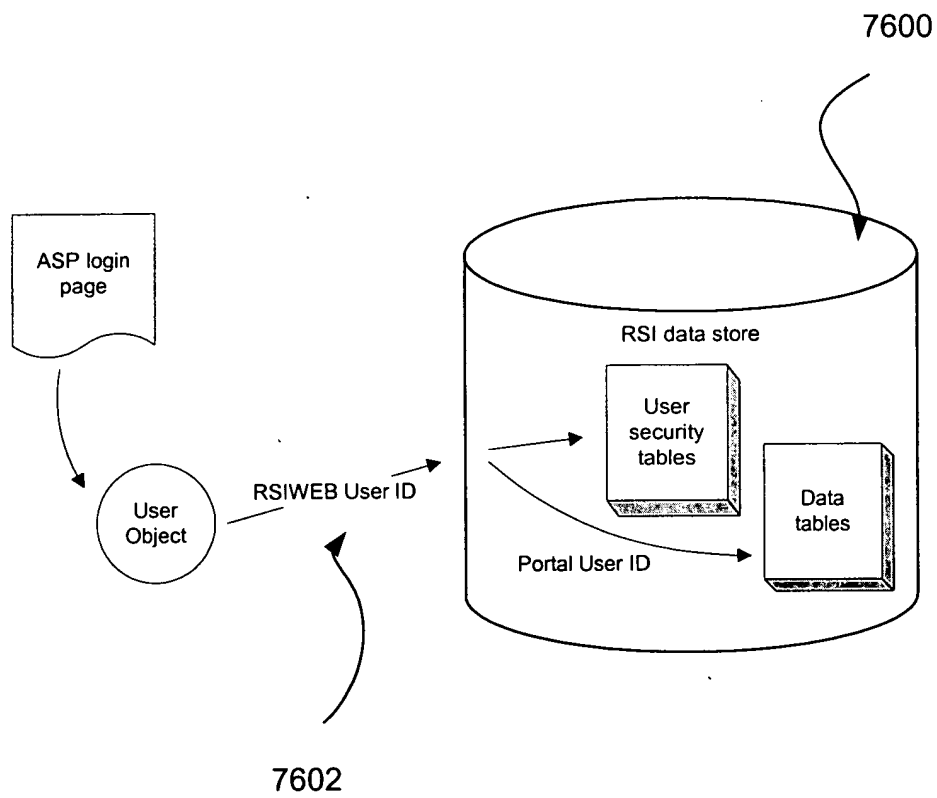 7600
ASP login
page
RSI data store
User
security
tables
RSIWEB User ID
User
Object
Data
tables
Portal User ID
7602